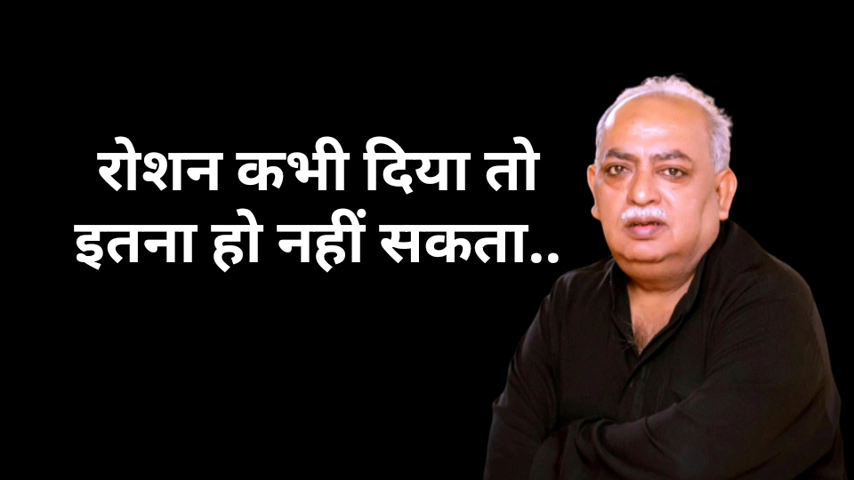 रोशन कभी दिया तो
इतना हो नहीं सकता..